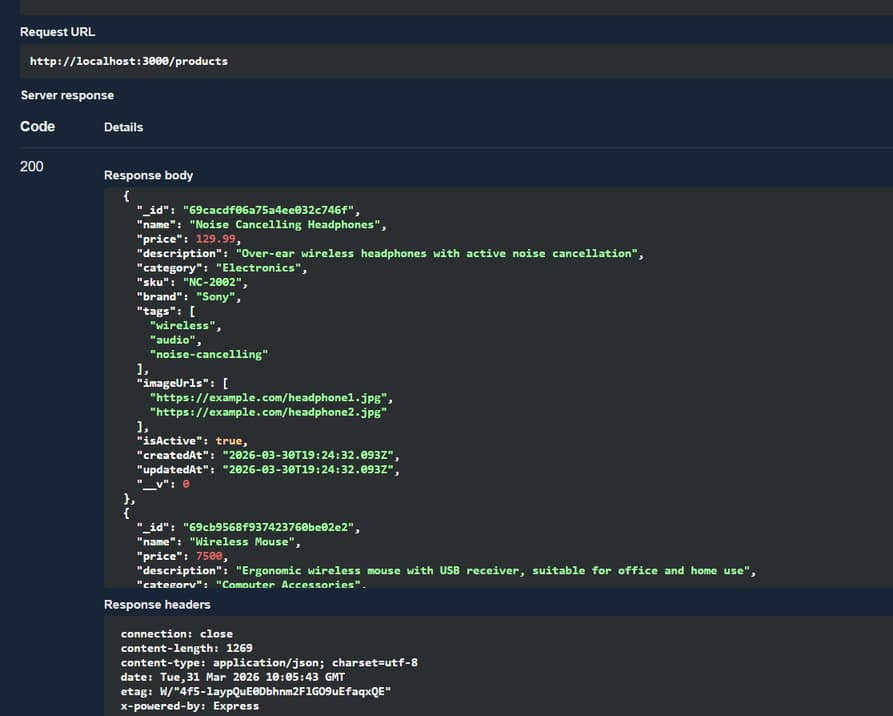 Request URL
http://localhost:3000/products
Server response
Code Details
200
Response body
{
"_id": "69cacdf06a75a4ee032c746f",
"name": "Noise Cancelling Headphones",
"price": 129.99,
"description": "Over-ear wireless headphones with active noise cancellation",
"category": "Electronics",
"sku": "NC-2002",
"brand": "Sony",
"tags": [
"wireless",
"audio",
"noise-cancelling"
],
"imageUrls": [
"https://example.com/headphone1.jpg",
"https://example.com/headphone2.jpg"
],
"isActive": true,
"createdAt": "2026-03-30T19:24:32.093Z",
"updatedAt": "2026-03-30T19:24:32.093Z",
"__v": 0
},
{
"_id": "69cb9568f937423760be02e2",
"name": "Wireless Mouse",
"price": 7500,
"description": "Ergonomic wireless mouse with USB receiver, suitable for office and home use",
"category": "Computer Accessories",
Response headers
connection: close
content-length: 1269
content-type: application/json; charset=utf-8
date: Tue,31 Mar 2026 10:05:43 GMT
etag: W/"4f5-1aypQuE0Dbhnm2FlGO9uEfaqxQE"
x-powered-by: Express